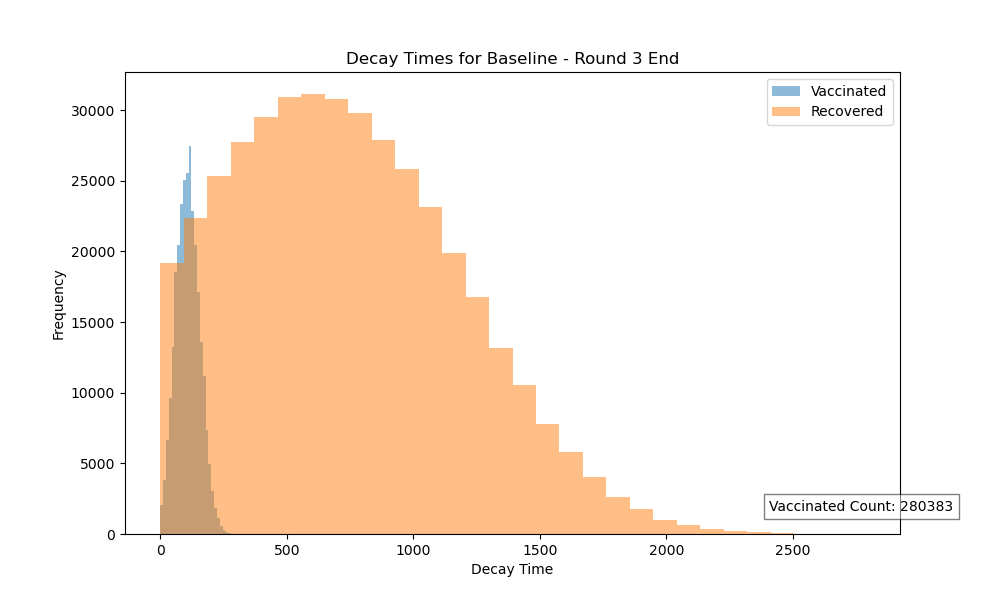 Decay Times for Baseline - Round 3 End
Vaccinated
Recovered
Frequency
30000
25000
20000
15000
10000
5000
0
Vaccinated Count: 280383
0
500
1000
1500
2000
2500
Decay Time